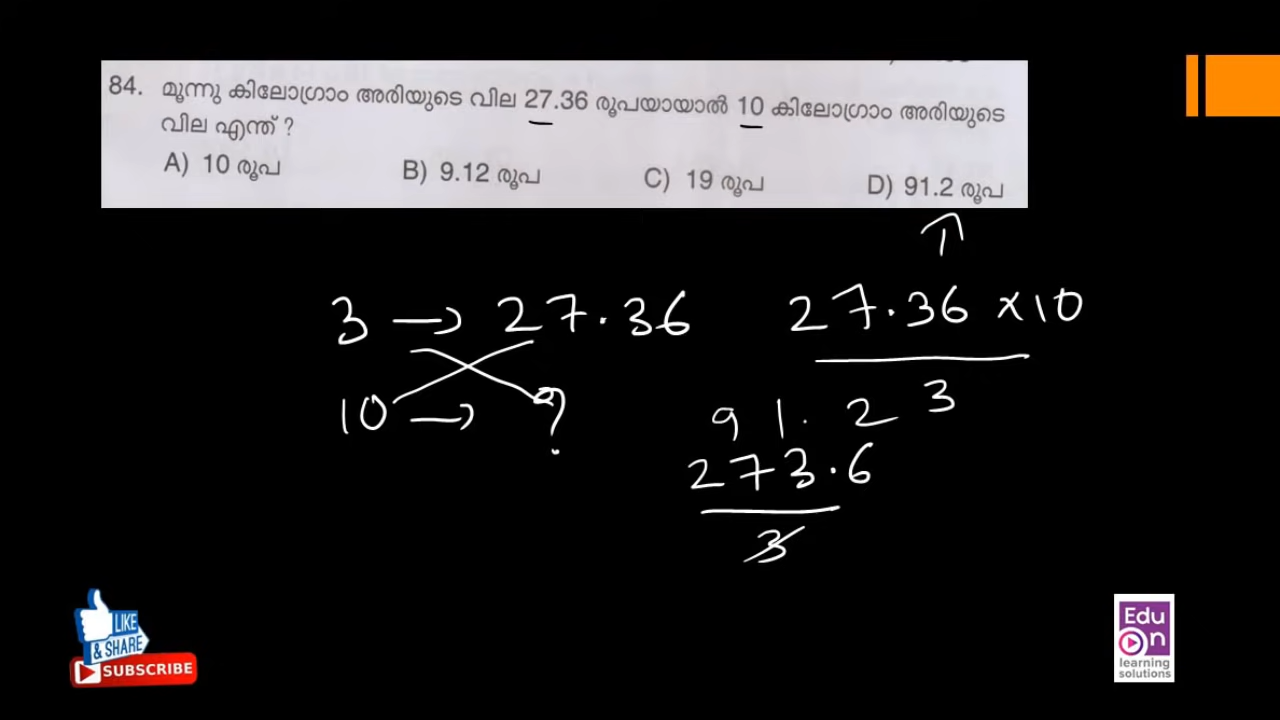 84. മൂന്നു കിലോഗ്രാം അരിയുടെ വില 27.36 രൂപയായാൽ 10 കിലോഗ്രാം അരിയുടെ
വില എന്ത് ?
A) 10 രൂപ B) 9.12 രൂപ C) 19 രൂപ D) 91.2 രൂപ
3 → 27.36 27.36 ×10
10 → ? 91.2 3
273.6
3
LIKE
& SHARE
SUBSCRIBE
Edu
on
learning
solutions